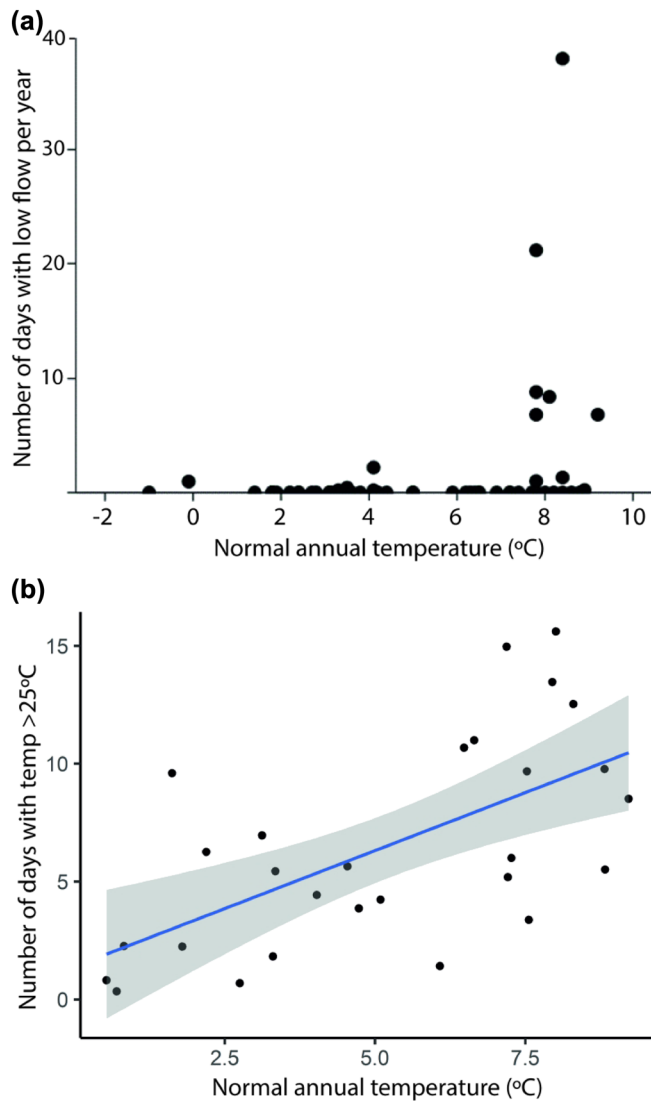 (a)
Number of days with low flow per year
40
30
20
10
-2 0 2 4 6 8 10
Normal annual temperature (ºC)
(b)
Number of days with temp >25ºC
15
10
5
0
2.5 5.0 7.5
Normal annual temperature (ºC)